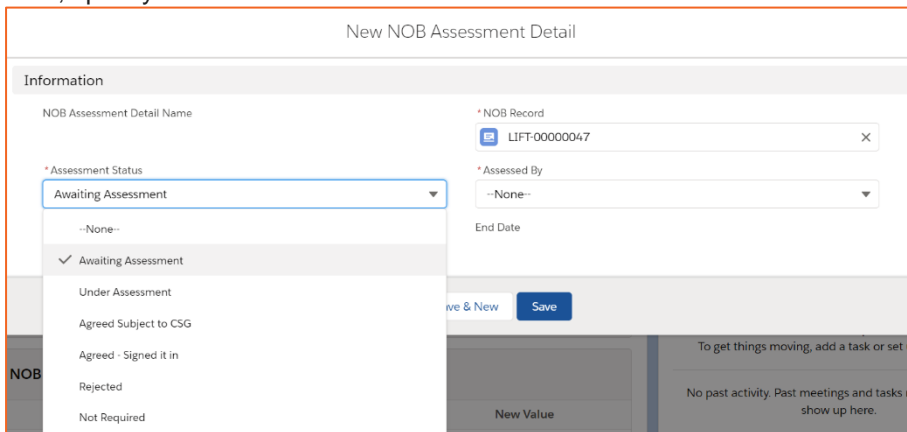 New NOB Assessment Detail
Information
NOB Assessment Detail Name
*NOB Record
LIFT-00000047
*Assessment Status
*Assessed By
Awaiting Assessment
--None--
--None--
End Date
Awaiting Assessment
Under Assessment
& New
Save
Agreed Subject to CSG
Agreed - Signed it in
To get things moving, add a task or set
NOB
Rejected
No past activity. Past meetings and tasks
show up here.
Not Required
New Value